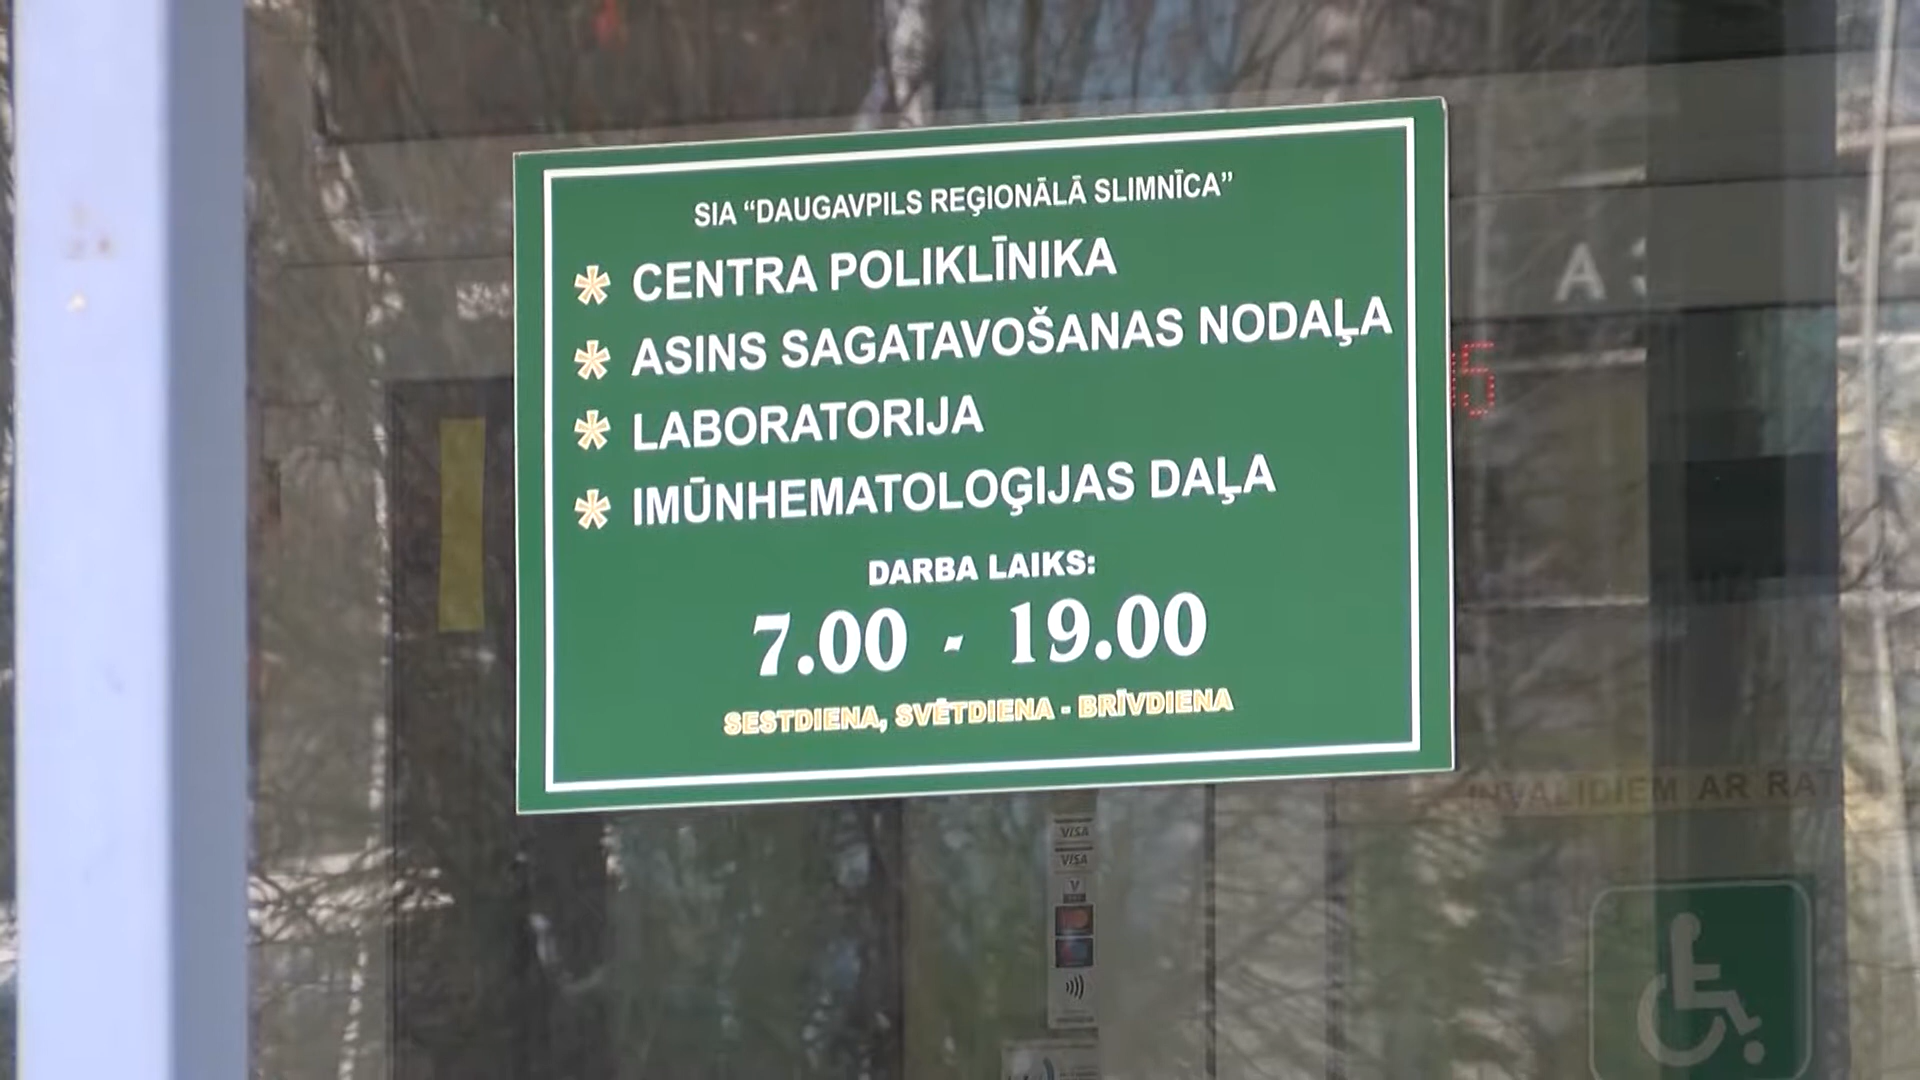 SIA “DAUGAVPILS REĢIONĀLĀ SLIMNĪCA”
* CENTRA POLIKLĪNIKA
* ASINS SAGATAVOŠANAS NODAĻA
* LABORATORIJA
* IMŪNHEMATOLOĢIJAS DAĻA
DARBA LAIKS:
7.00 - 19.00
SESTDIENA, SVĒTDIENA - BRĪVDIENA
INVALIDIEM AR
VISA
VISA